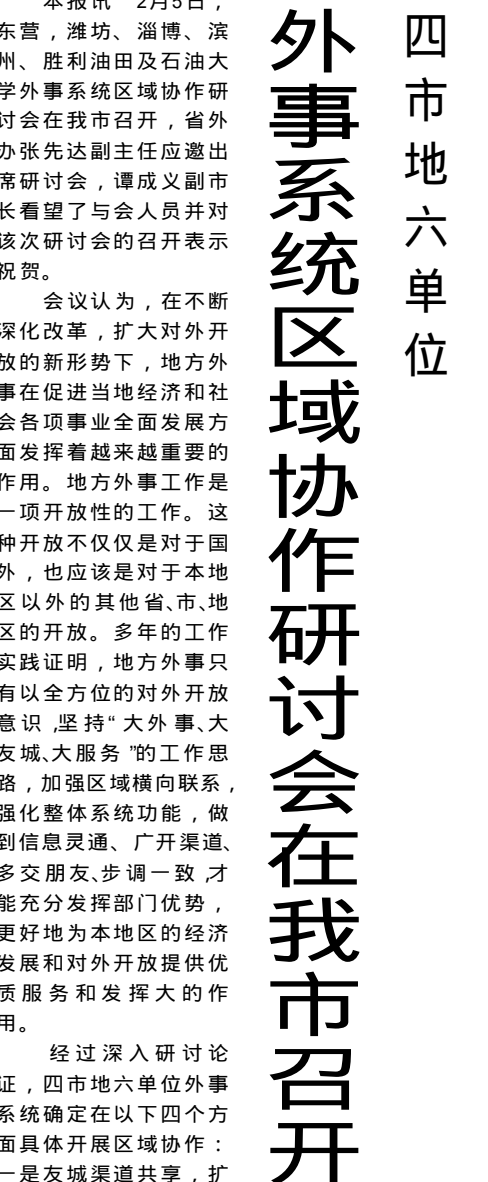 四市地六单位
外事系统区域协作研讨会在我市召开
本报讯 2月5日，
东营，潍坊、淄博、滨
州、胜利油田及石油大
学外事系统区域协作研
讨会在我市召开，省外
办张先达副主任应邀出
席研讨会，谭成义副市
长看望了与会人员并对
该次研讨会的召开表示
祝贺。
会议认为，在不断
深化改革，扩大对外开
放的新形势下，地方外
事在促进当地经济和社
会各项事业全面发展方
面发挥着越来越重要的
作用。地方外事工作是
一项开放性的工作。这
种开放不仅仅是对于国
外，也应该是对于本地
区以外的其他省、市、地
区的开放。多年的工作
实践证明，地方外事只
有以全方位的对外开放
意识，坚持“大外事、大
友城、大服务”的工作思
路，加强区域横向联系，
强化整体系统功能，做
到信息灵通、广开渠道、
多交朋友、步调一致，才
能充分发挥部门优势，
更好地为本地区的经济
发展和对外开放提供优
质服务和发挥大的作
用。
经过深入研讨论
证，四市地六单位外事
系统确定在以下四个方
面具体开展区域协作：
一是友城渠道共享，扩